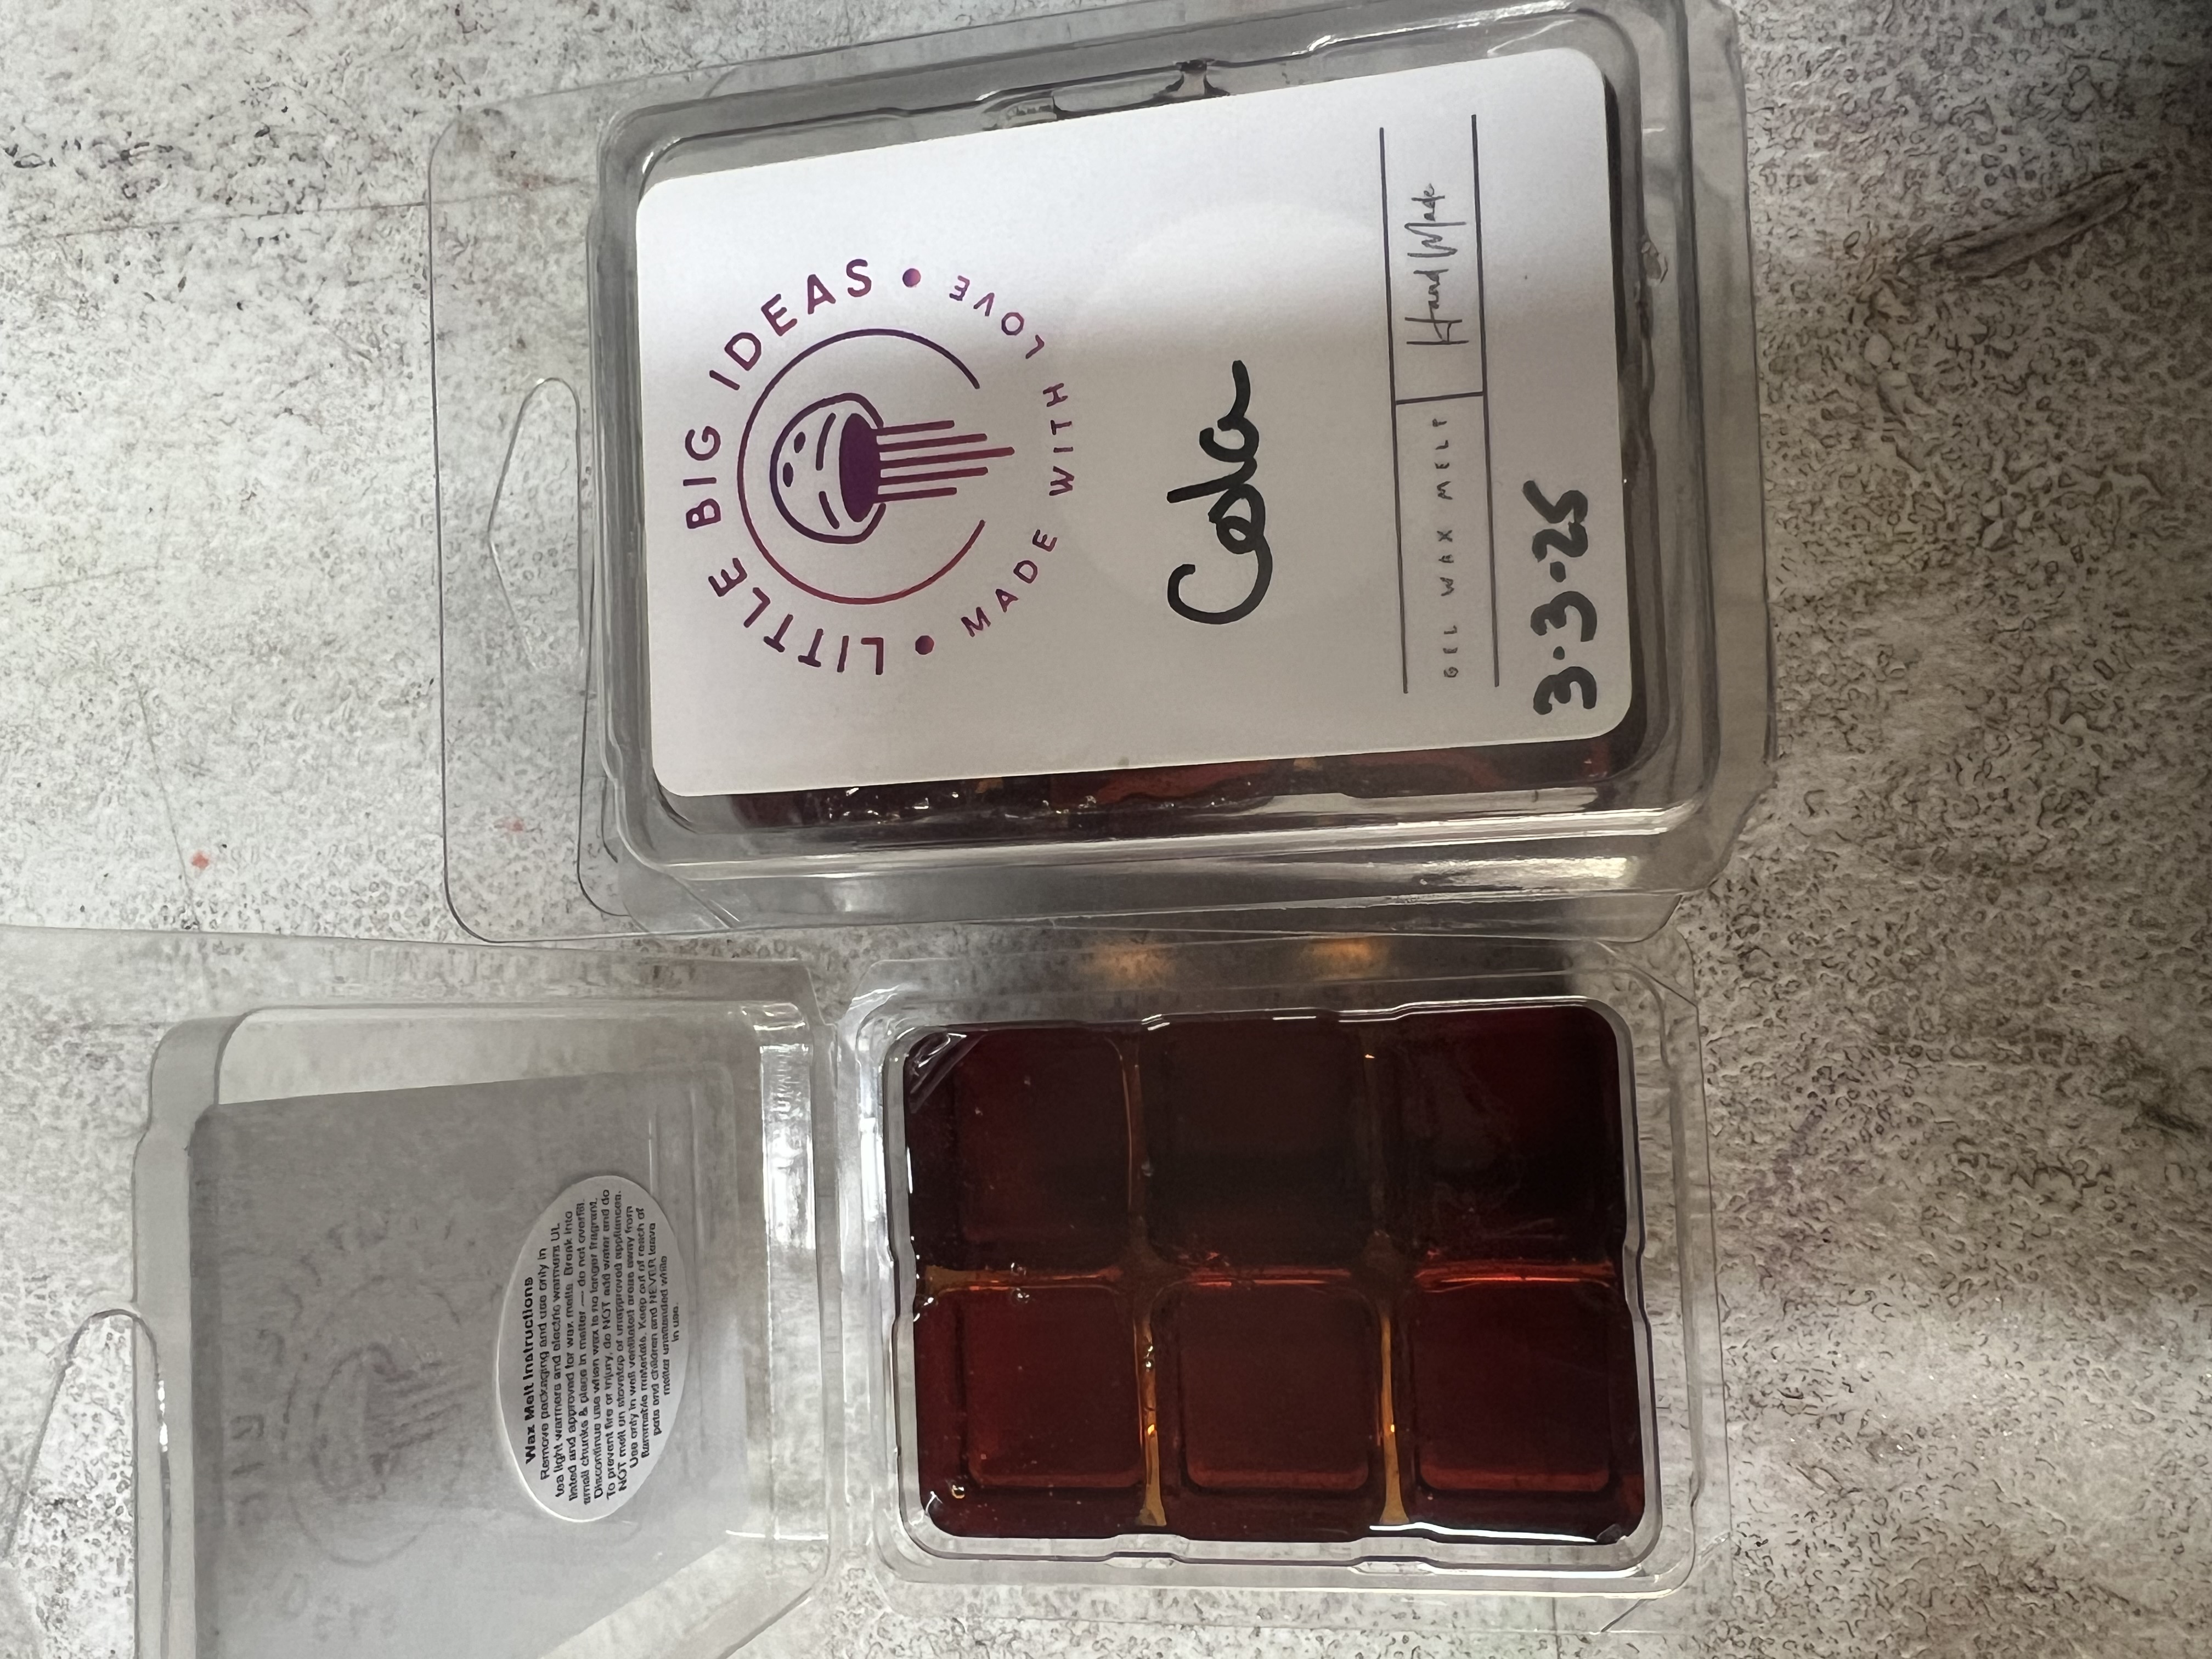 • LITTLE BIG IDEAS •
MADE WITH LOVE
Cola
GEL WAX MELT
Hand Made
3·3·25
Wax Melt Instructions
Remove packaging and use only in
tea light warmers and electric warmers UL
listed and approved for wax melts. Break into
small chunks & place in melter — do not overfill.
Discontinue use when wax is no longer fragrant.
To prevent fire or injury, do NOT add water and do
NOT melt on stovetop or unapproved appliances.
Use only in well ventilated areas away from
flammable materials. Keep out of reach of
pets and children and NEVER leave
melter unattended while
in use.